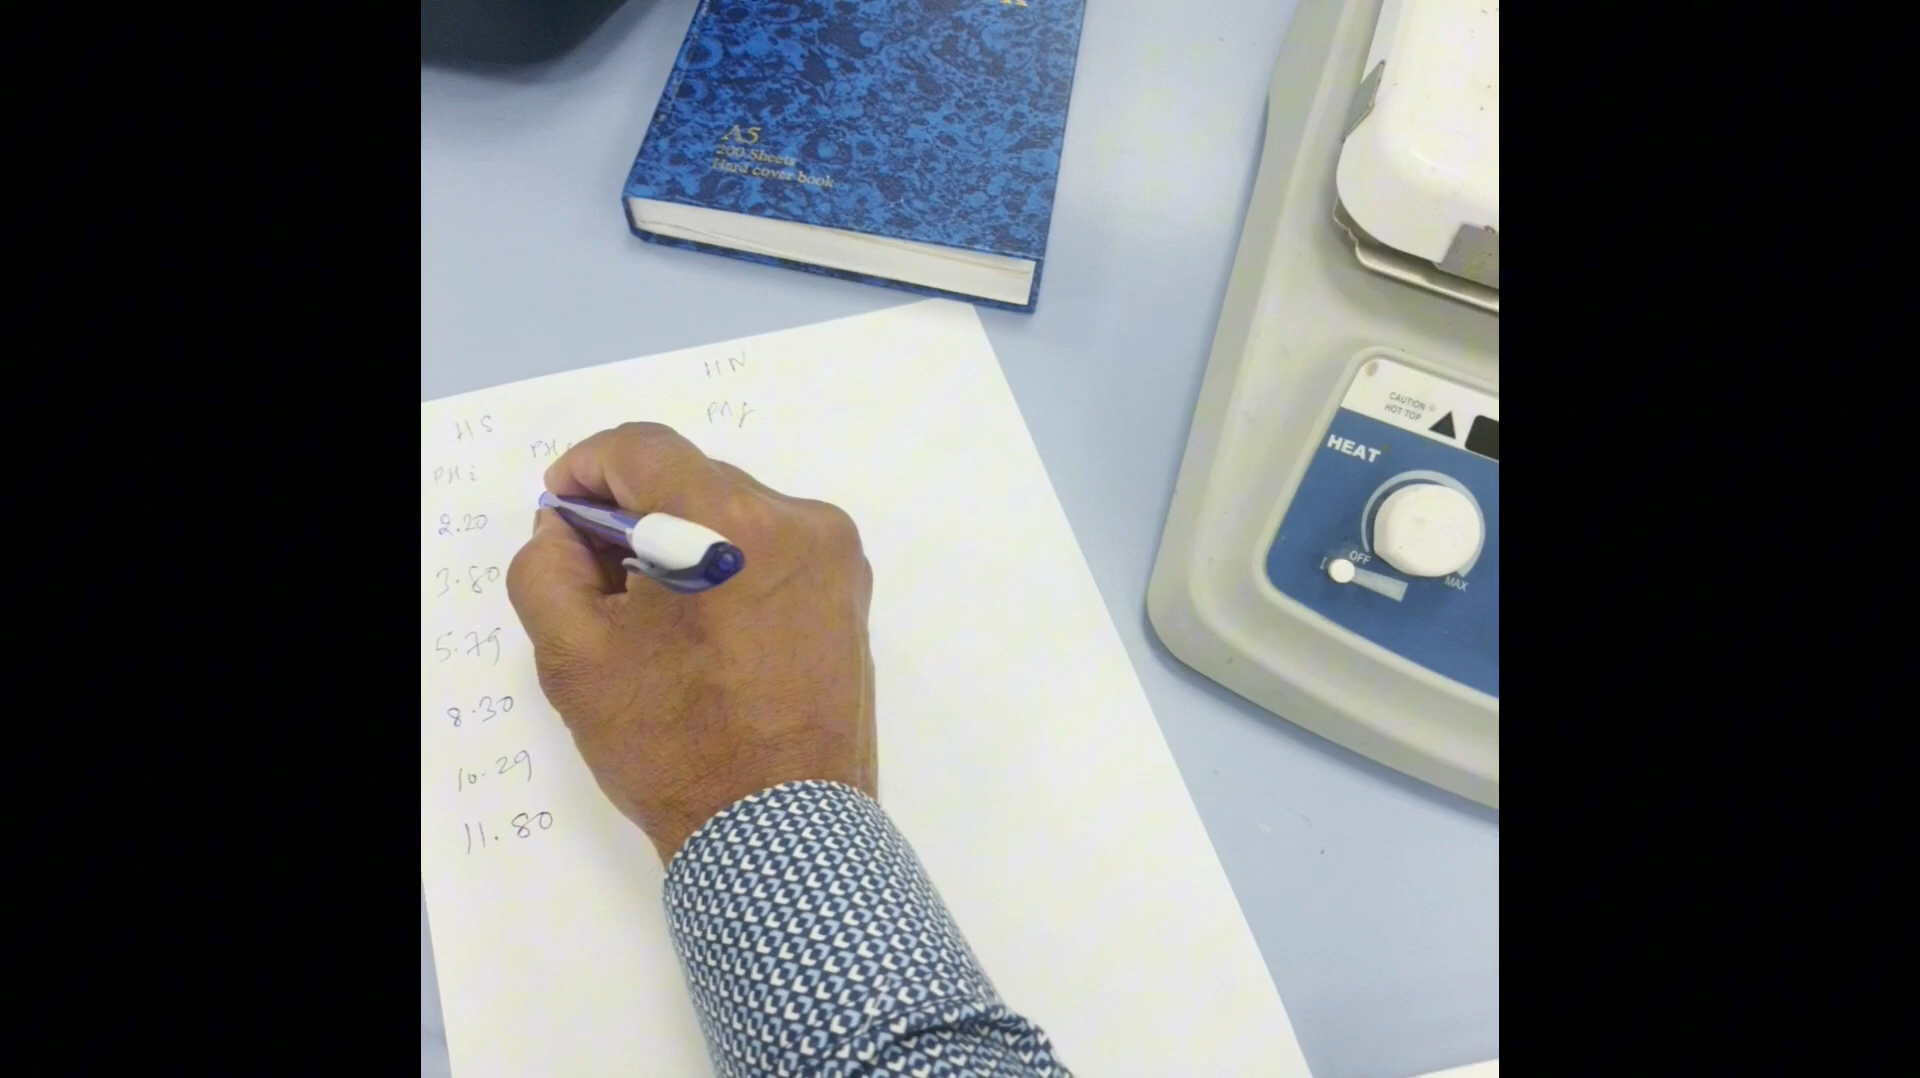 A5
200 Sheets
Hard cover book
HN
HS
PHf
PHi
2.20
3.80
5.79
8.30
10.29
11.80
CAUTION
HOT TOP
HEAT
OFF
MAX